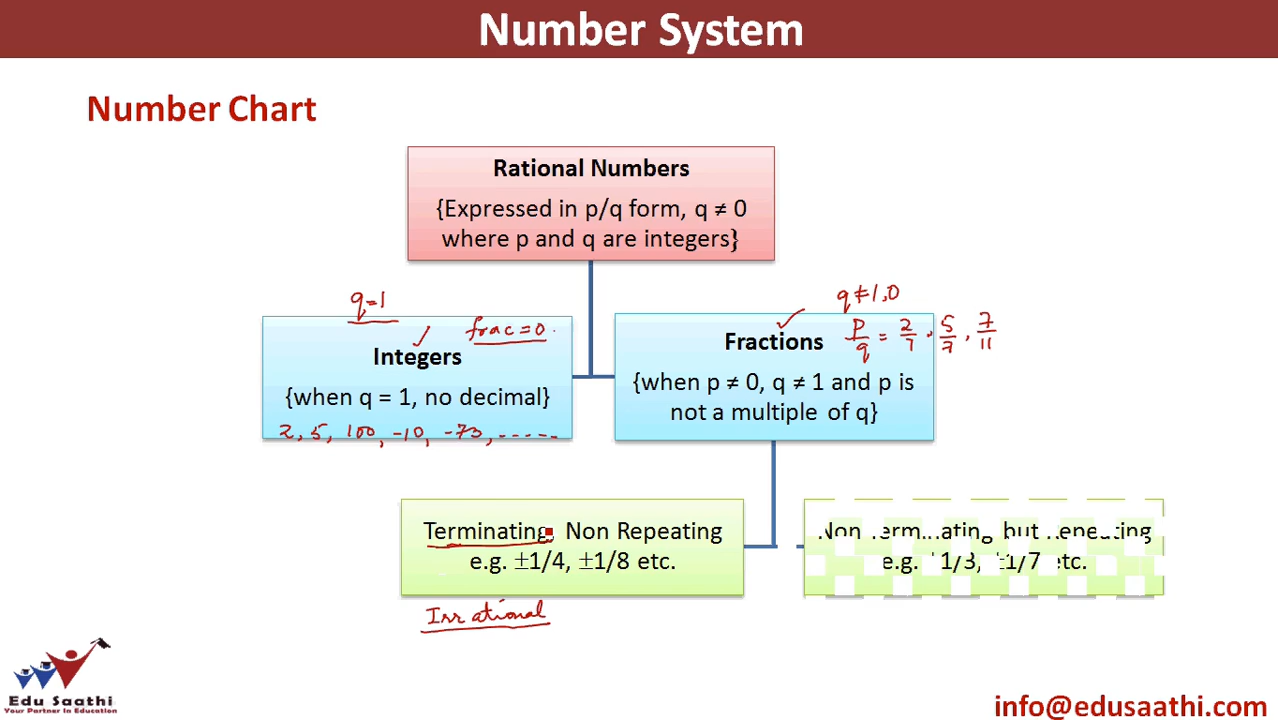 Number System
Number Chart
Rational Numbers
{Expressed in p/q form, q ≠ 0
where p and q are integers}
q=1
frac=0.
Integers
{when q = 1, no decimal}
2, 5, 100, -10, -73, ------
q≠1,0
Fractions
p/q = 2/7, 5/7, 7/11
{when p ≠ 0, q ≠ 1 and p is
not a multiple of q}
Terminating, Non Repeating
e.g. ±1/4, ±1/8 etc.
Irrational
Non Terminating but Repeating
e.g. ±1/3, ±1/7 etc.
Edu Saathi
Your Partner in Education
info@edusaathi.com